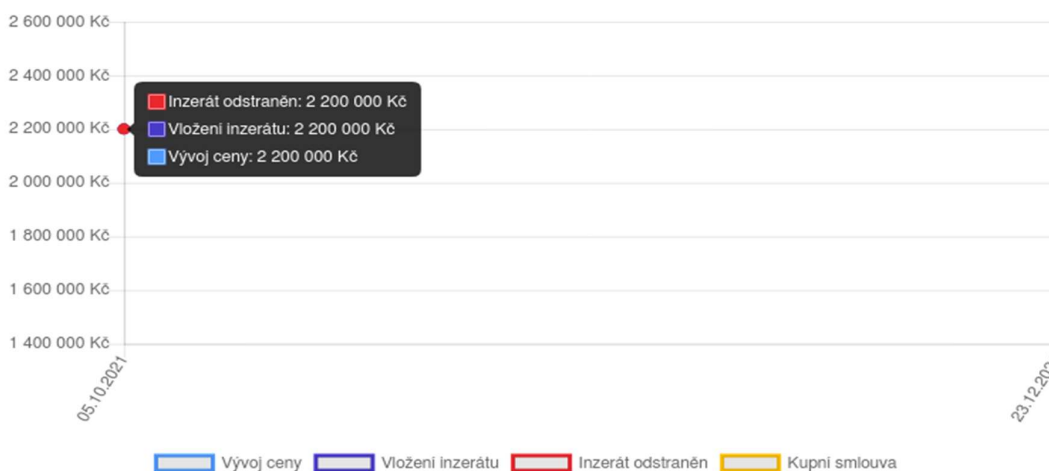 2 600 000 Kč
2 400 000 Kč
2 200 000 Kč
2 000 000 Kč
1 800 000 Kč
1 600 000 Kč
1 400 000 Kč
Inzerát odstraněn: 2 200 000 Kč
Vložení inzerátu: 2 200 000 Kč
Vývoj ceny: 2 200 000 Kč
05.10.2021
Vývoj ceny
Vložení inzerátu
Inzerát odstraněn
Kupní smlouva